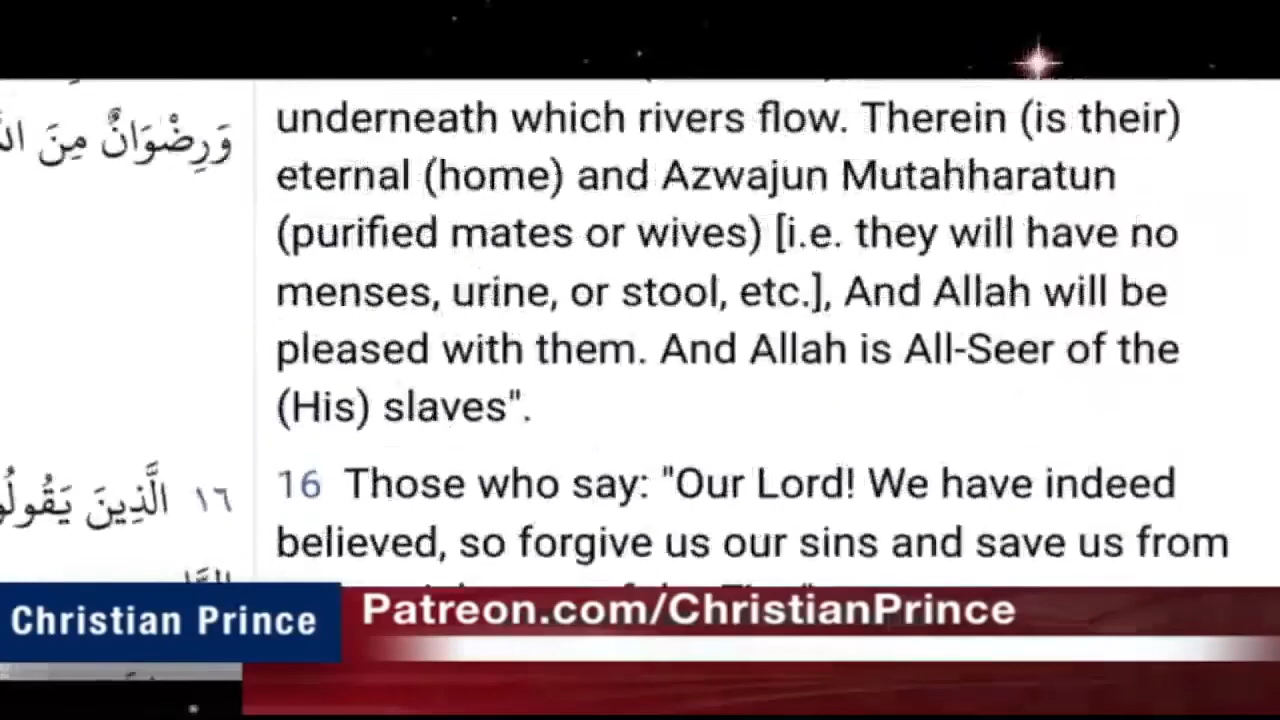 وَرِضْوَانٌ مِنَ
underneath which rivers flow. Therein (is their)
eternal (home) and Azwajun Mutahharatun
(purified mates or wives) [i.e. they will have no
menses, urine, or stool, etc.], And Allah will be
pleased with them. And Allah is All-Seer of the
(His) slaves".
١٦ الَّذِينَ
16 Those who say: "Our Lord! We have indeed
believed, so forgive us our sins and save us from
Christian Prince
Patreon.com/ChristianPrince